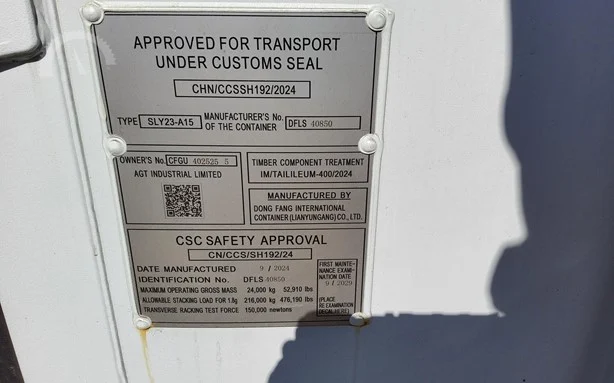 APPROVED FOR TRANSPORT
UNDER CUSTOMS SEAL
CHN/CCSSH192/2024
TYPE SLY23-A15 MANUFACTURER'S No. OF THE CONTAINER DFLS 40850
OWNER'S No. CFGU 402525 5
AGT INDUSTRIAL LIMITED
TIMBER COMPONENT TREATMENT
IM/TAILILEUM-400/2024
MANUFACTURED BY
DONG FANG INTERNATIONAL
CONTAINER (LIANYUNGANG) CO., LTD.
CSC SAFETY APPROVAL
CN/CCS/SH192/24
DATE MANUFACTURED 9 / 2024
IDENTIFICATION No. DFLS 40850
MAXIMUM OPERATING GROSS MASS 24,000 kg 52,910 lbs
ALLOWABLE STACKING LOAD FOR 1.8g 216,000 kg 476,190 lbs
TRANSVERSE RACKING TEST FORCE 150,000 newtons
FIRST MAINTE-
NANCE EXAMI-
NATION DATE
9 / 2029
(PLACE
RE-EXAMINATION
DECAL HERE)